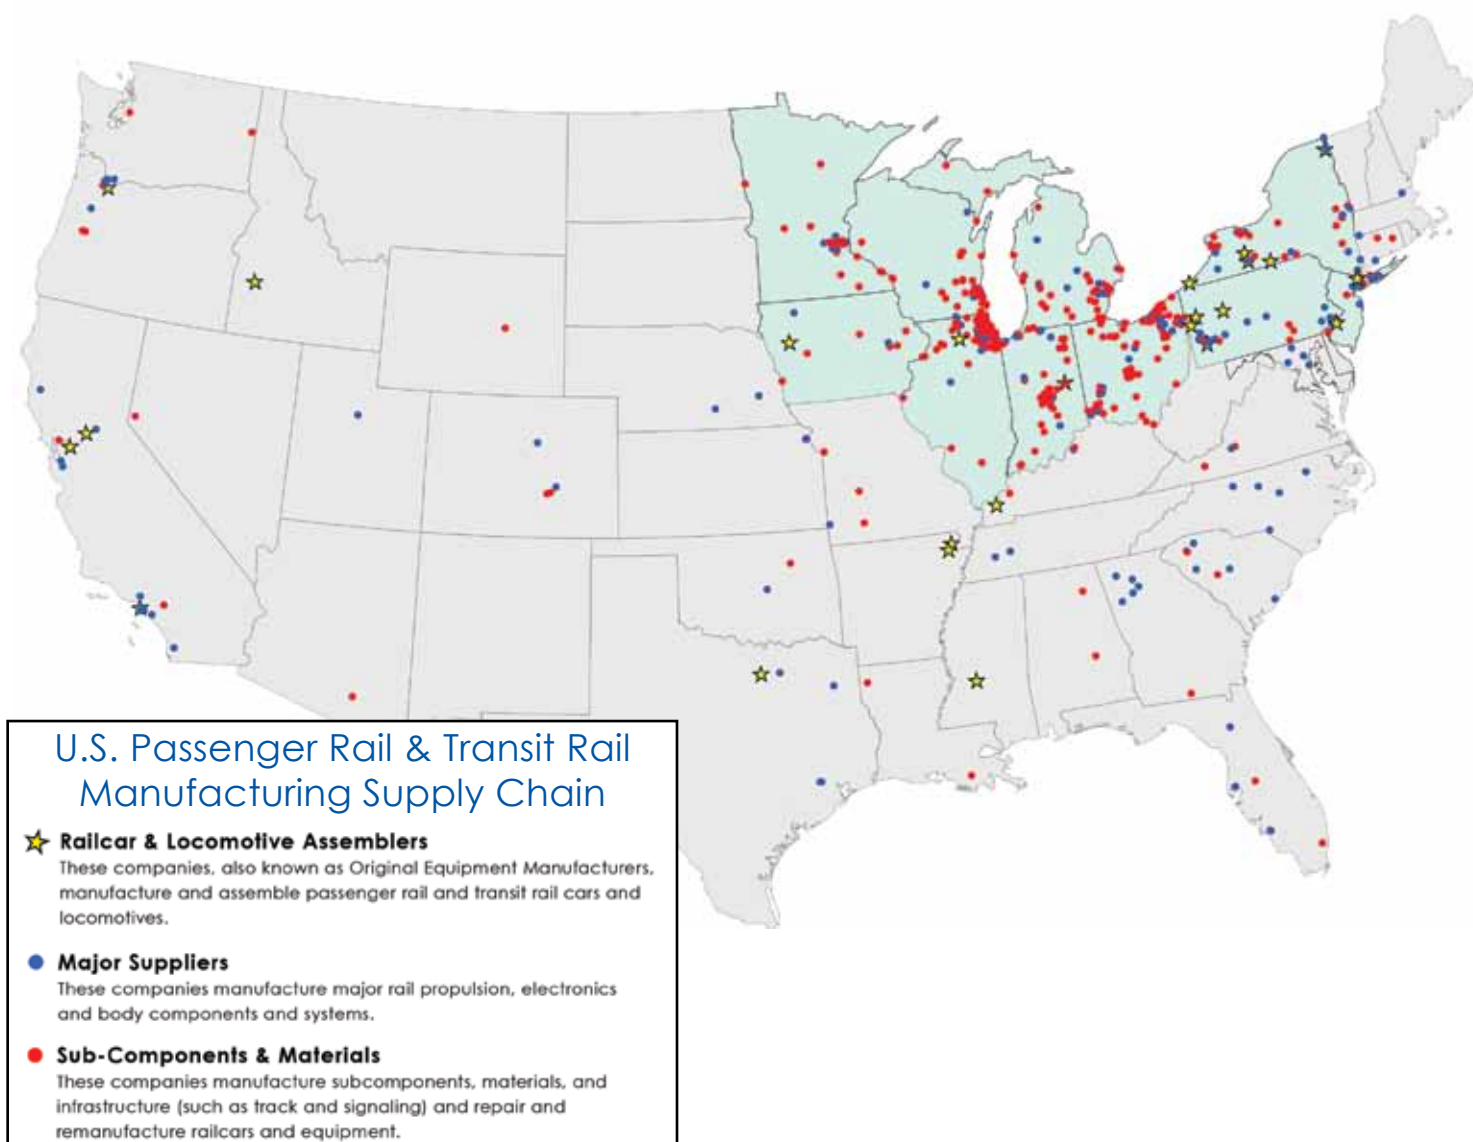 U.S. Passenger Rail & Transit Rail
Manufacturing Supply Chain
Railcar & Locomotive Assemblers
These companies, also known as Original Equipment Manufacturers,
manufacture and assemble passenger rail and transit rail cars and
locomotives.
Major Suppliers
These companies manufacture major rail propulsion, electronics
and body components and systems.
Sub-Components & Materials
These companies manufacture subcomponents, materials, and
infrastructure (such as track and signaling) and repair and
remanufacture railcars and equipment.